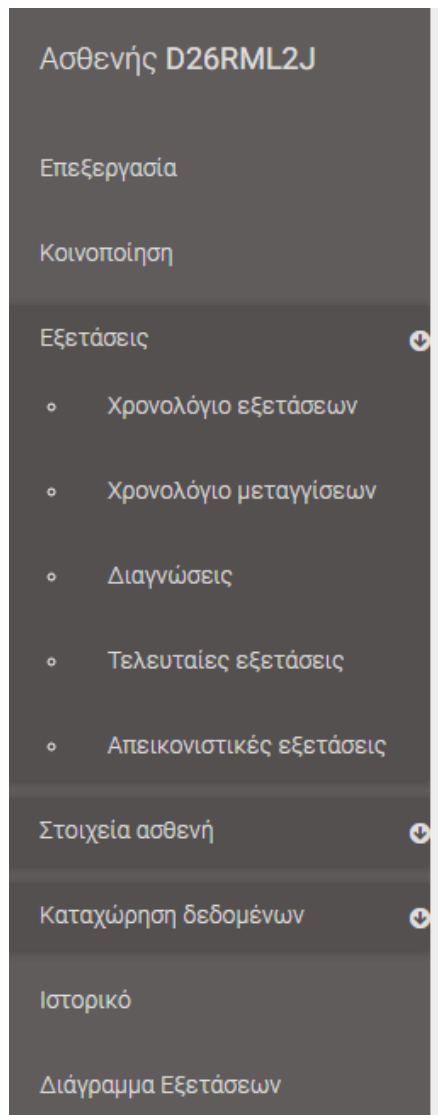 Ασθενής D26RML2J
Επεξεργασία
Κοινοποίηση
Εξετάσεις
Χρονολόγιο εξετάσεων
Χρονολόγιο μεταγγίσεων
Διαγνώσεις
Τελευταίες εξετάσεις
Απεικονιστικές εξετάσεις
Στοιχεία ασθενή
Καταχώρηση δεδομένων
Ιστορικό
Διάγραμμα Εξετάσεων